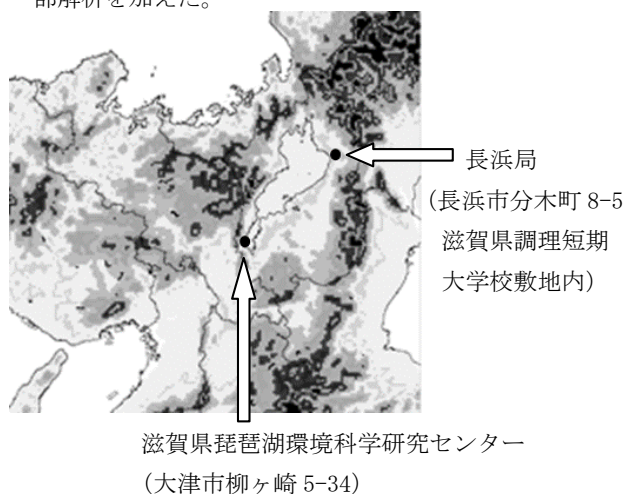 部解析を加えた。
長浜局
(長浜市分木町 8-5
滋賀県調理短期
大学校敷地内)
滋賀県琵琶湖環境科学研究センター
(大津市柳ヶ崎 5-34)